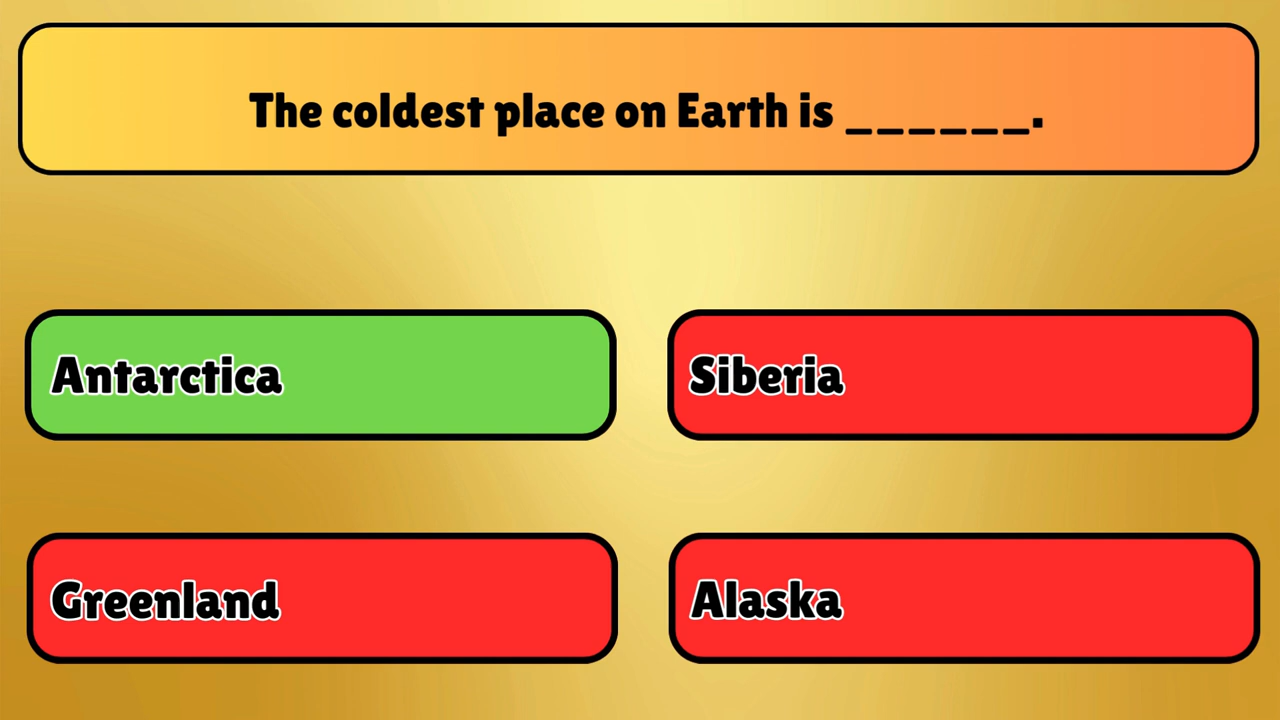 The coldest place on Earth is ______.
Antarctica
Siberia
Greenland
Alaska